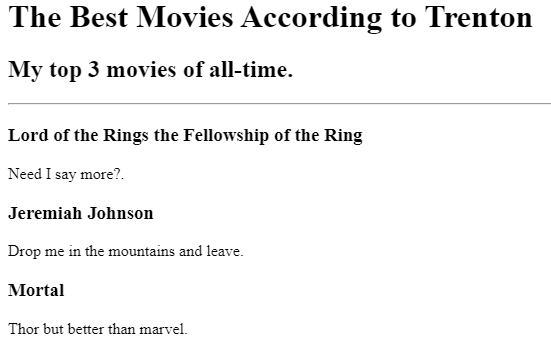 The Best Movies According to Trenton
My top 3 movies of all-time.
Lord of the Rings the Fellowship of the Ring
Need I say more?.
Jeremiah Johnson
Drop me in the mountains and leave.
Mortal
Thor but better than marvel.